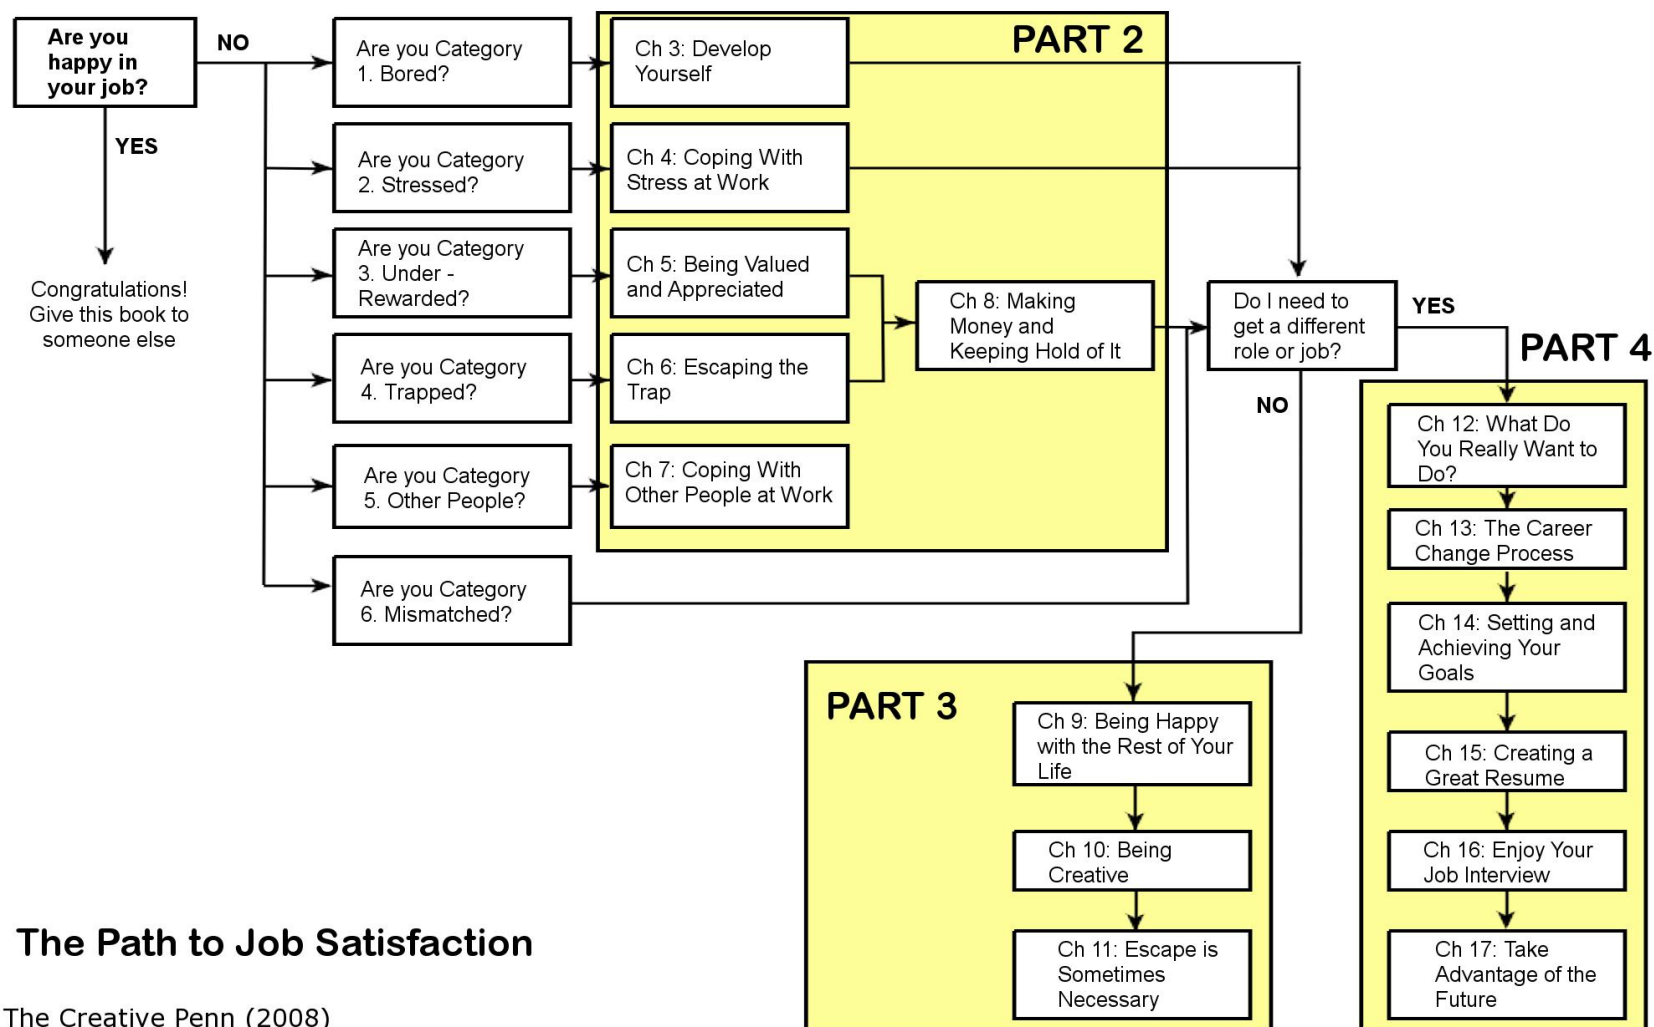 Are you
happy in
your job?
NO
YES
Congratulations!
Give this book to
someone else
Are you Category
1. Bored?
Are you Category
2. Stressed?
Are you Category
3. Under -
Rewarded?
Are you Category
4. Trapped?
Are you Category
5. Other People?
Are you Category
6. Mismatched?
PART 2
Ch 3: Develop
Yourself
Ch 4: Coping With
Stress at Work
Ch 5: Being Valued
and Appreciated
Ch 6: Escaping the
Trap
Ch 7: Coping With
Other People at Work
Ch 8: Making
Money and
Keeping Hold of It
Do I need to
get a different
role or job?
YES
NO
PART 4
Ch 12: What Do
You Really Want to
Do?
Ch 13: The Career
Change Process
Ch 14: Setting and
Achieving Your
Goals
Ch 15: Creating a
Great Resume
Ch 16: Enjoy Your
Job Interview
Ch 17: Take
Advantage of the
Future
PART 3
Ch 9: Being Happy
with the Rest of Your
Life
Ch 10: Being
Creative
Ch 11: Escape is
Sometimes
Necessary
The Path to Job Satisfaction
The Creative Penn (2008)